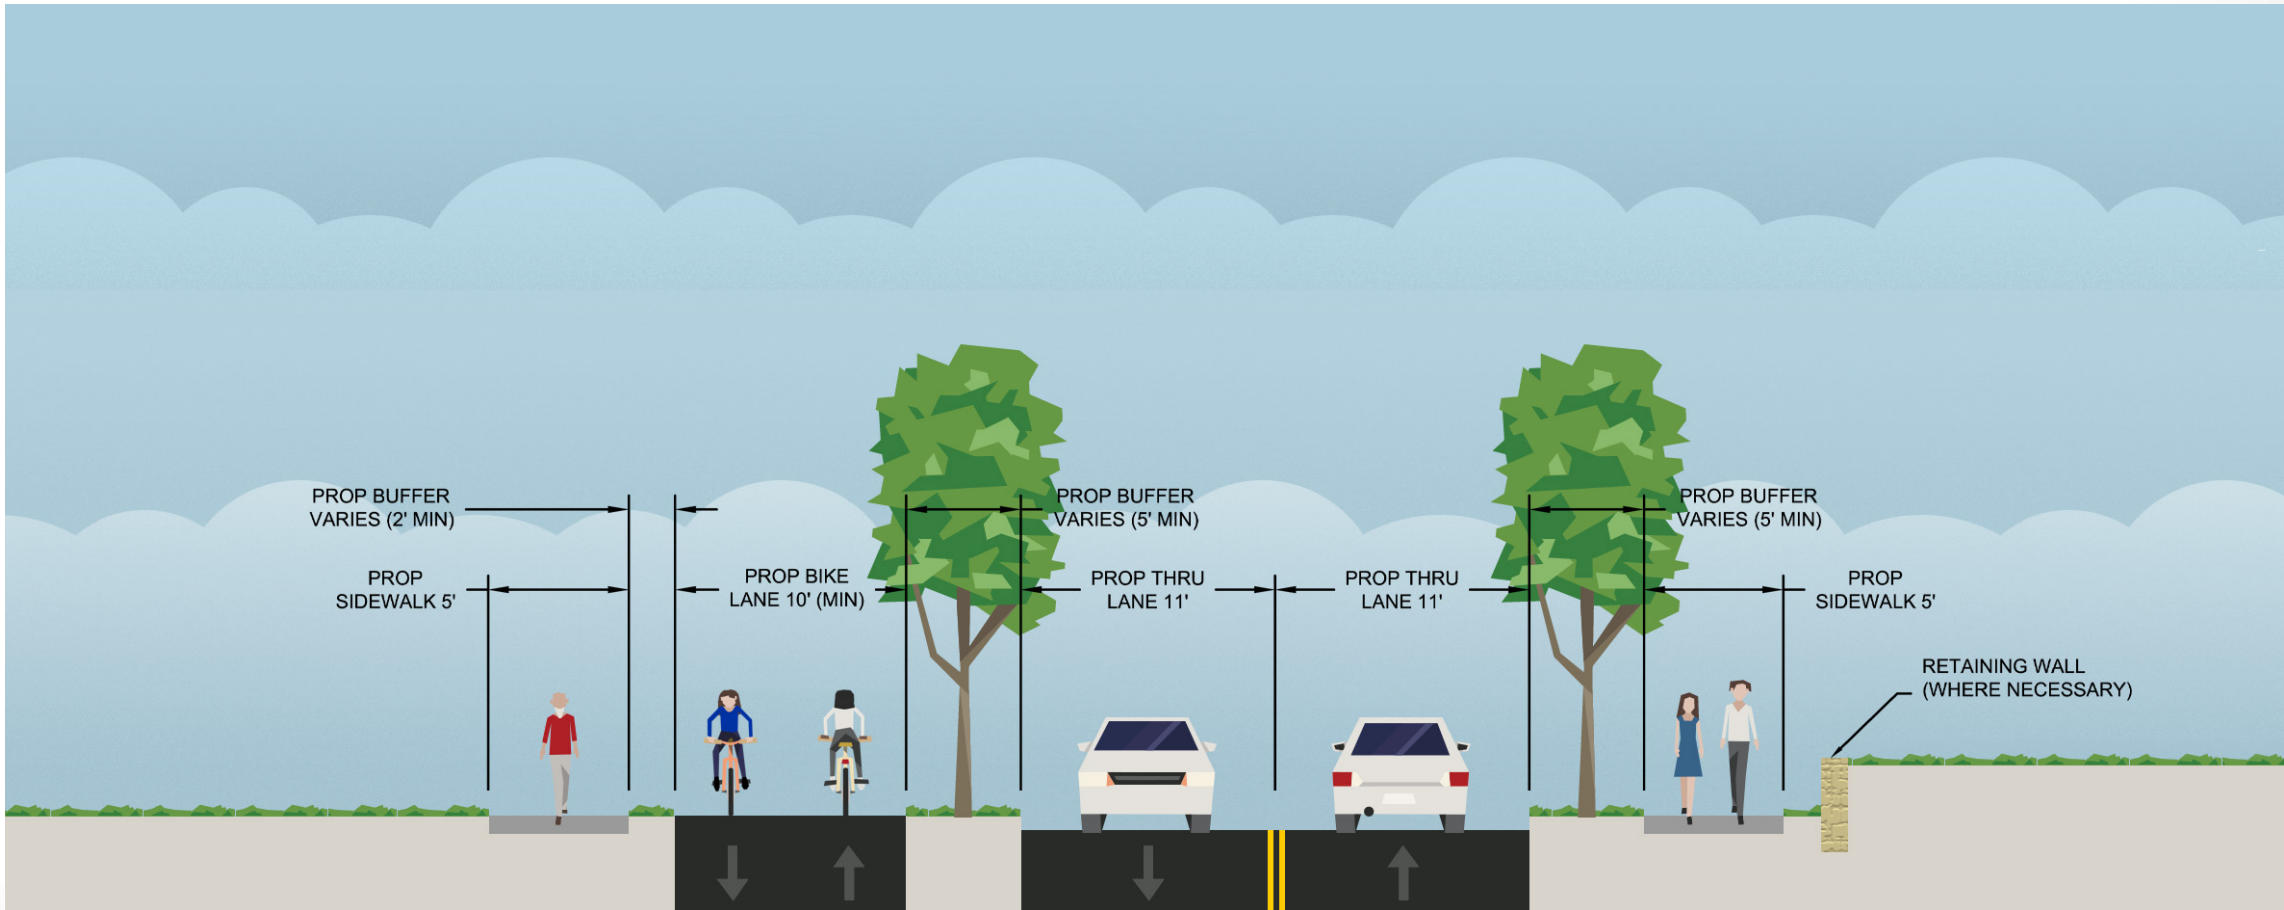 PROP BUFFER
VARIES (2' MIN)
PROP BUFFER
VARIES (5' MIN)
PROP BUFFER
VARIES (5' MIN)
PROP
SIDEWALK 5'
PROP BIKE
LANE 10' (MIN)
PROP THRU
LANE 11'
PROP THRU
LANE 11'
PROP
SIDEWALK 5'
RETAINING WALL
(WHERE NECESSARY)